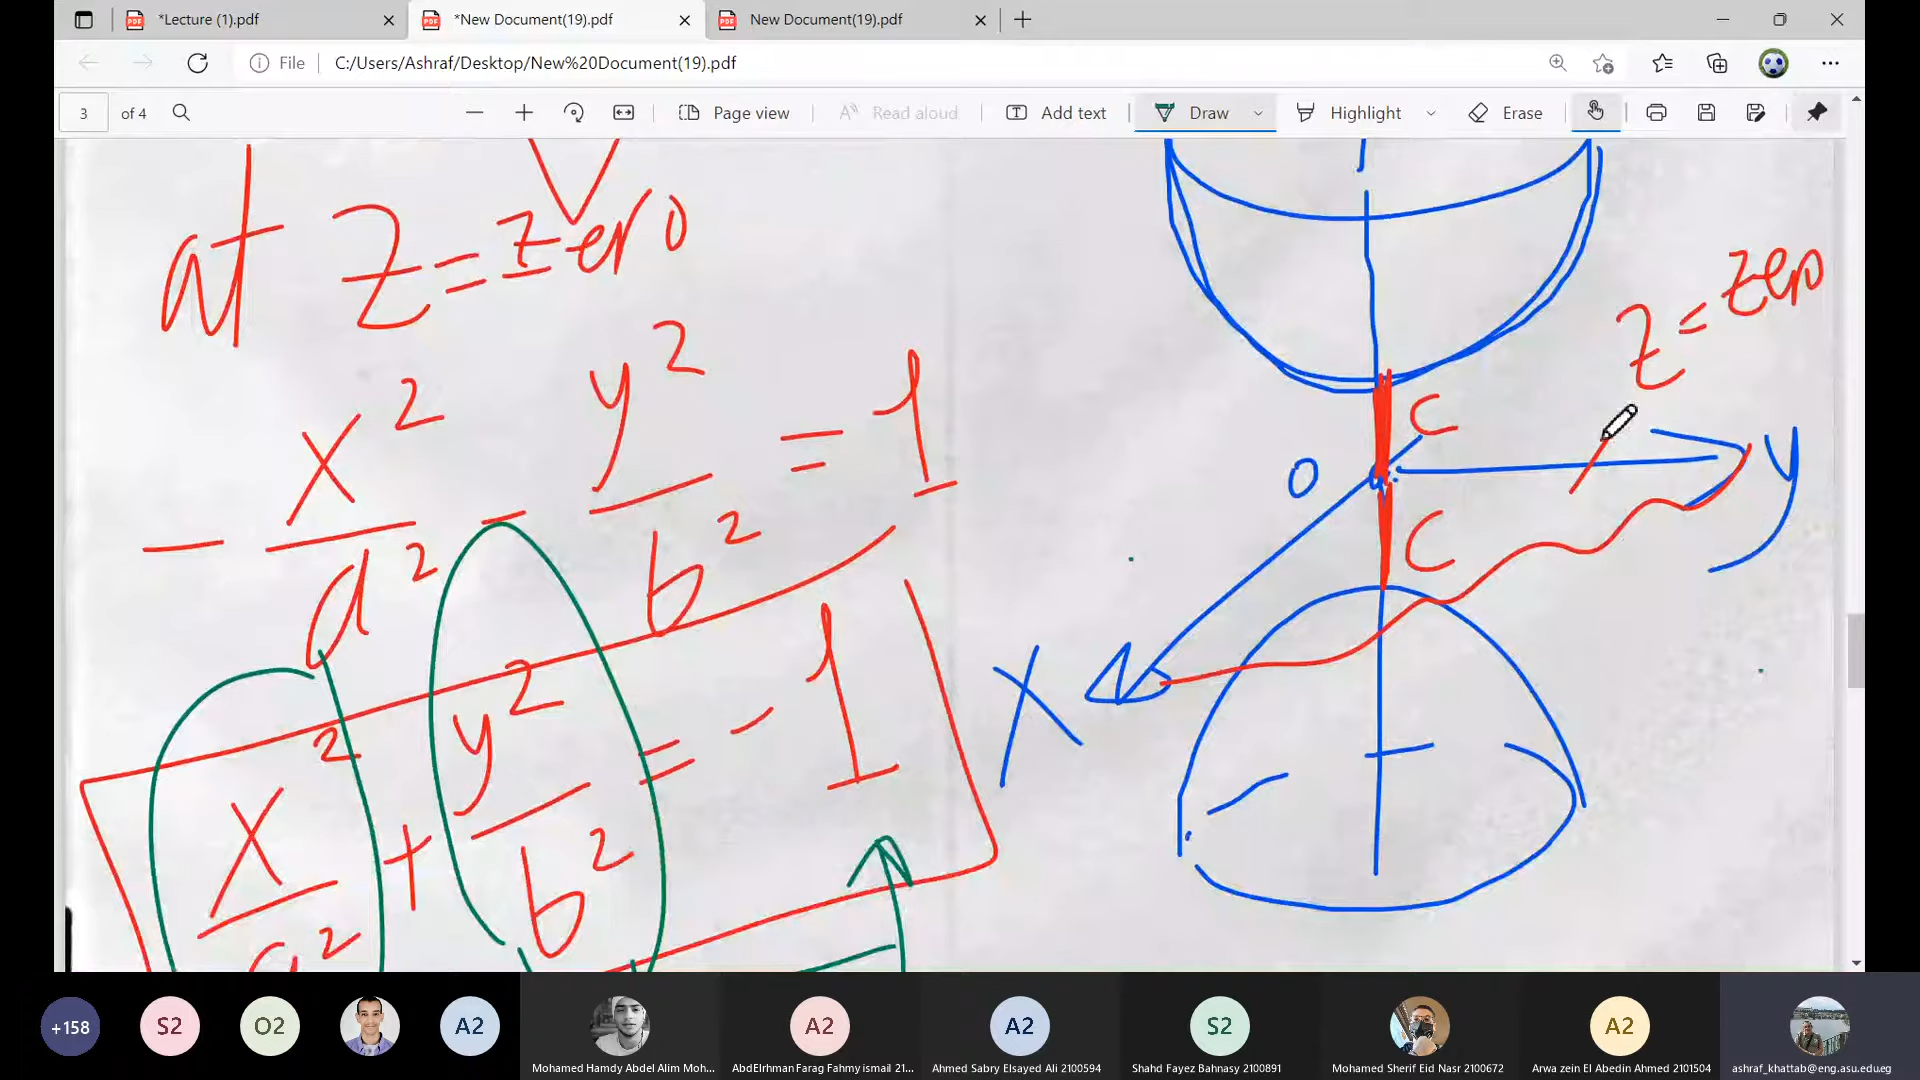 *Lecture (1).pdf
*New Document(19).pdf
New Document(19).pdf
File
C:/Users/Ashraf/Desktop/New%20Document(19).pdf
3 of 4
Page view
Read aloud
Add text
Draw
Highlight
Erase
at Z = zero
- x²/a² - y²/b² = 1
x²/a² + y²/b² = -1
Z = zero
C
O
y
C
X
+158
S2
O2
A2
Mohamed Hamdy Abdel Alim Moh...
A2
AbdElrhman Farag Fahmy ismail 21...
A2
Ahmed Sabry Elsayed Ali 2100594
S2
Shahd Fayez Bahnasy 2100891
Mohamed Sherif Eid Nasr 2100672
A2
Arwa zein El Abedin Ahmed 2101504
ashraf_khattab@eng.asu.edu.eg